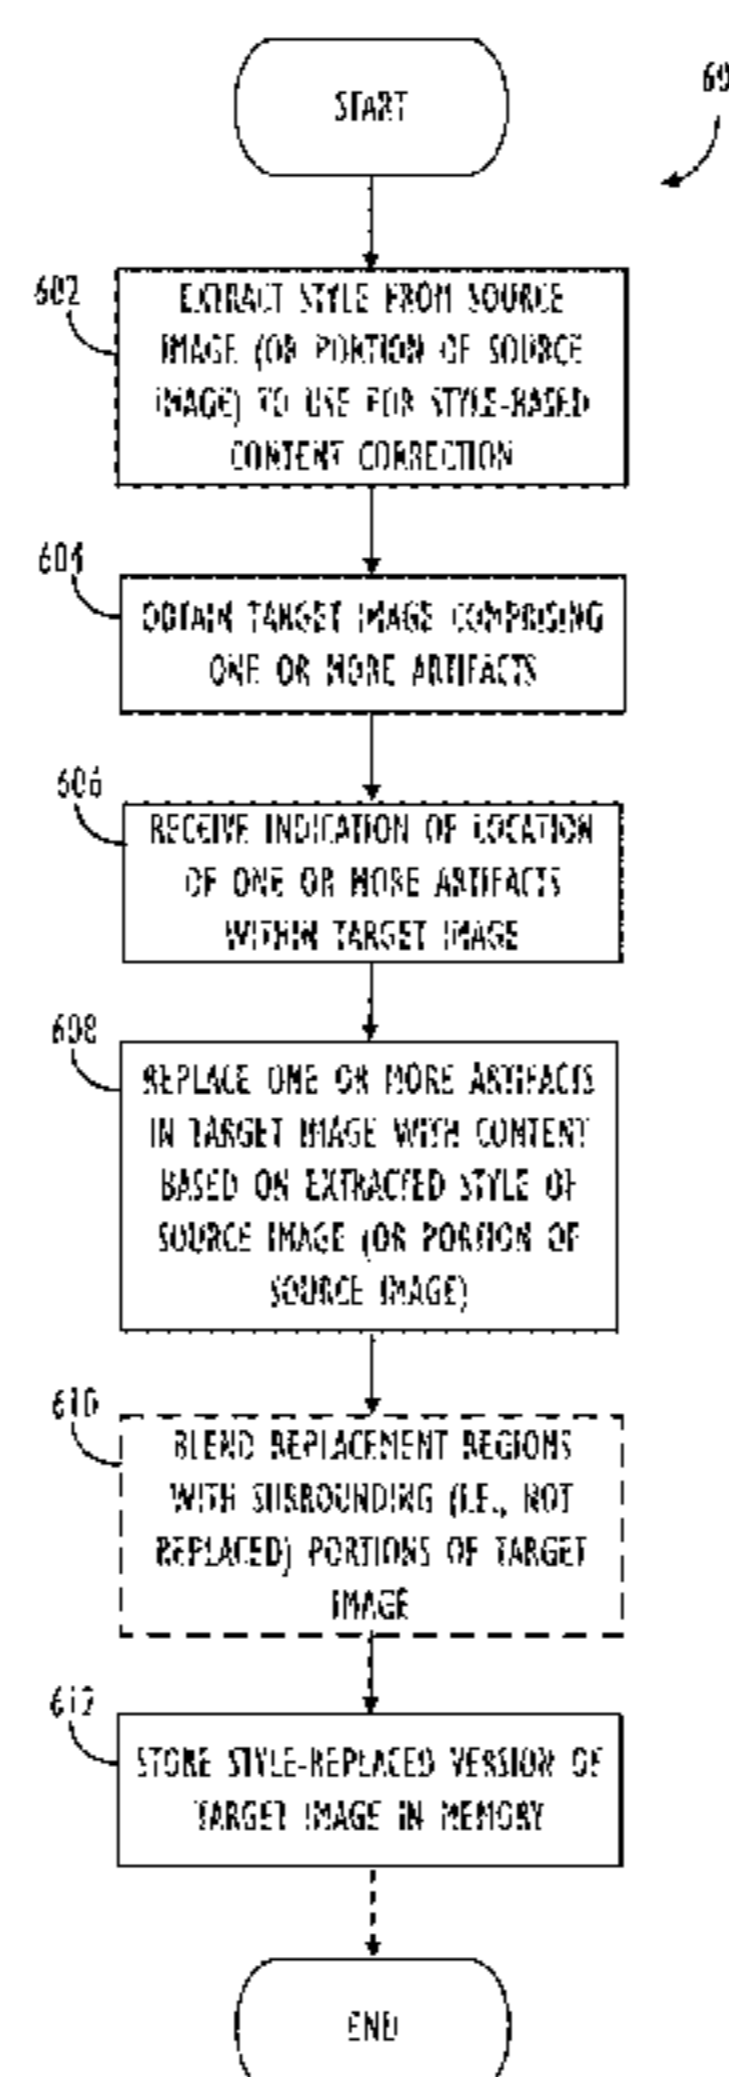 START
602
EXTRACT STYLE FROM SOURCE
IMAGE (OR PORTION OF SOURCE
IMAGE) TO USE FOR STYLE-BASED
CONTENT CORRECTION
604
OBTAIN TARGET IMAGE COMPRISING
ONE OR MORE ARTIFACTS
606
RECEIVE INDICATION OF LOCATION
OF ONE OR MORE ARTIFACTS
WITHIN TARGET IMAGE
608
REPLACE ONE OR MORE ARTIFACTS
IN TARGET IMAGE WITH CONTENT
BASED ON EXTRACTED STYLE OF
SOURCE IMAGE (OR PORTION OF
SOURCE IMAGE)
610
BLEND REPLACEMENT REGIONS
WITH SURROUNDING (I.E., NOT
REPLACED) PORTIONS OF TARGET
IMAGE
612
STORE STYLE-REPLACED VERSION OF
TARGET IMAGE IN MEMORY
END